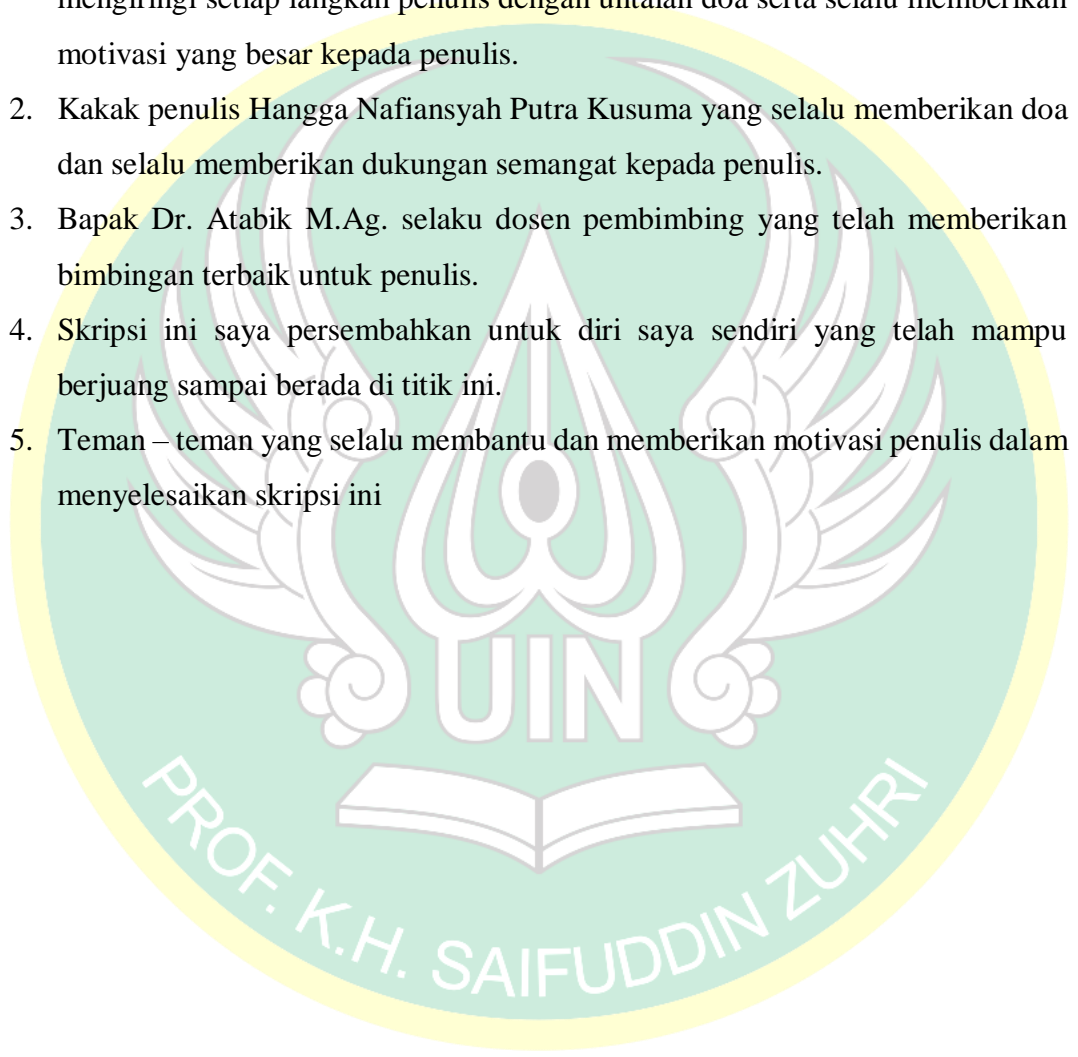 mengiringi setiap langkah penulis dengan untaian doa serta selalu memberikan
motivasi yang besar kepada penulis.
2. Kakak penulis Hangga Nafiansyah Putra Kusuma yang selalu memberikan doa
dan selalu memberikan dukungan semangat kepada penulis.
3. Bapak Dr. Atabik M.Ag. selaku dosen pembimbing yang telah memberikan
bimbingan terbaik untuk penulis.
4. Skripsi ini saya persembahkan untuk diri saya sendiri yang telah mampu
berjuang sampai berada di titik ini.
5. Teman – teman yang selalu membantu dan memberikan motivasi penulis dalam
menyelesaikan skripsi ini
UIN
PROF. K.H. SAIFUDDIN ZUHRI